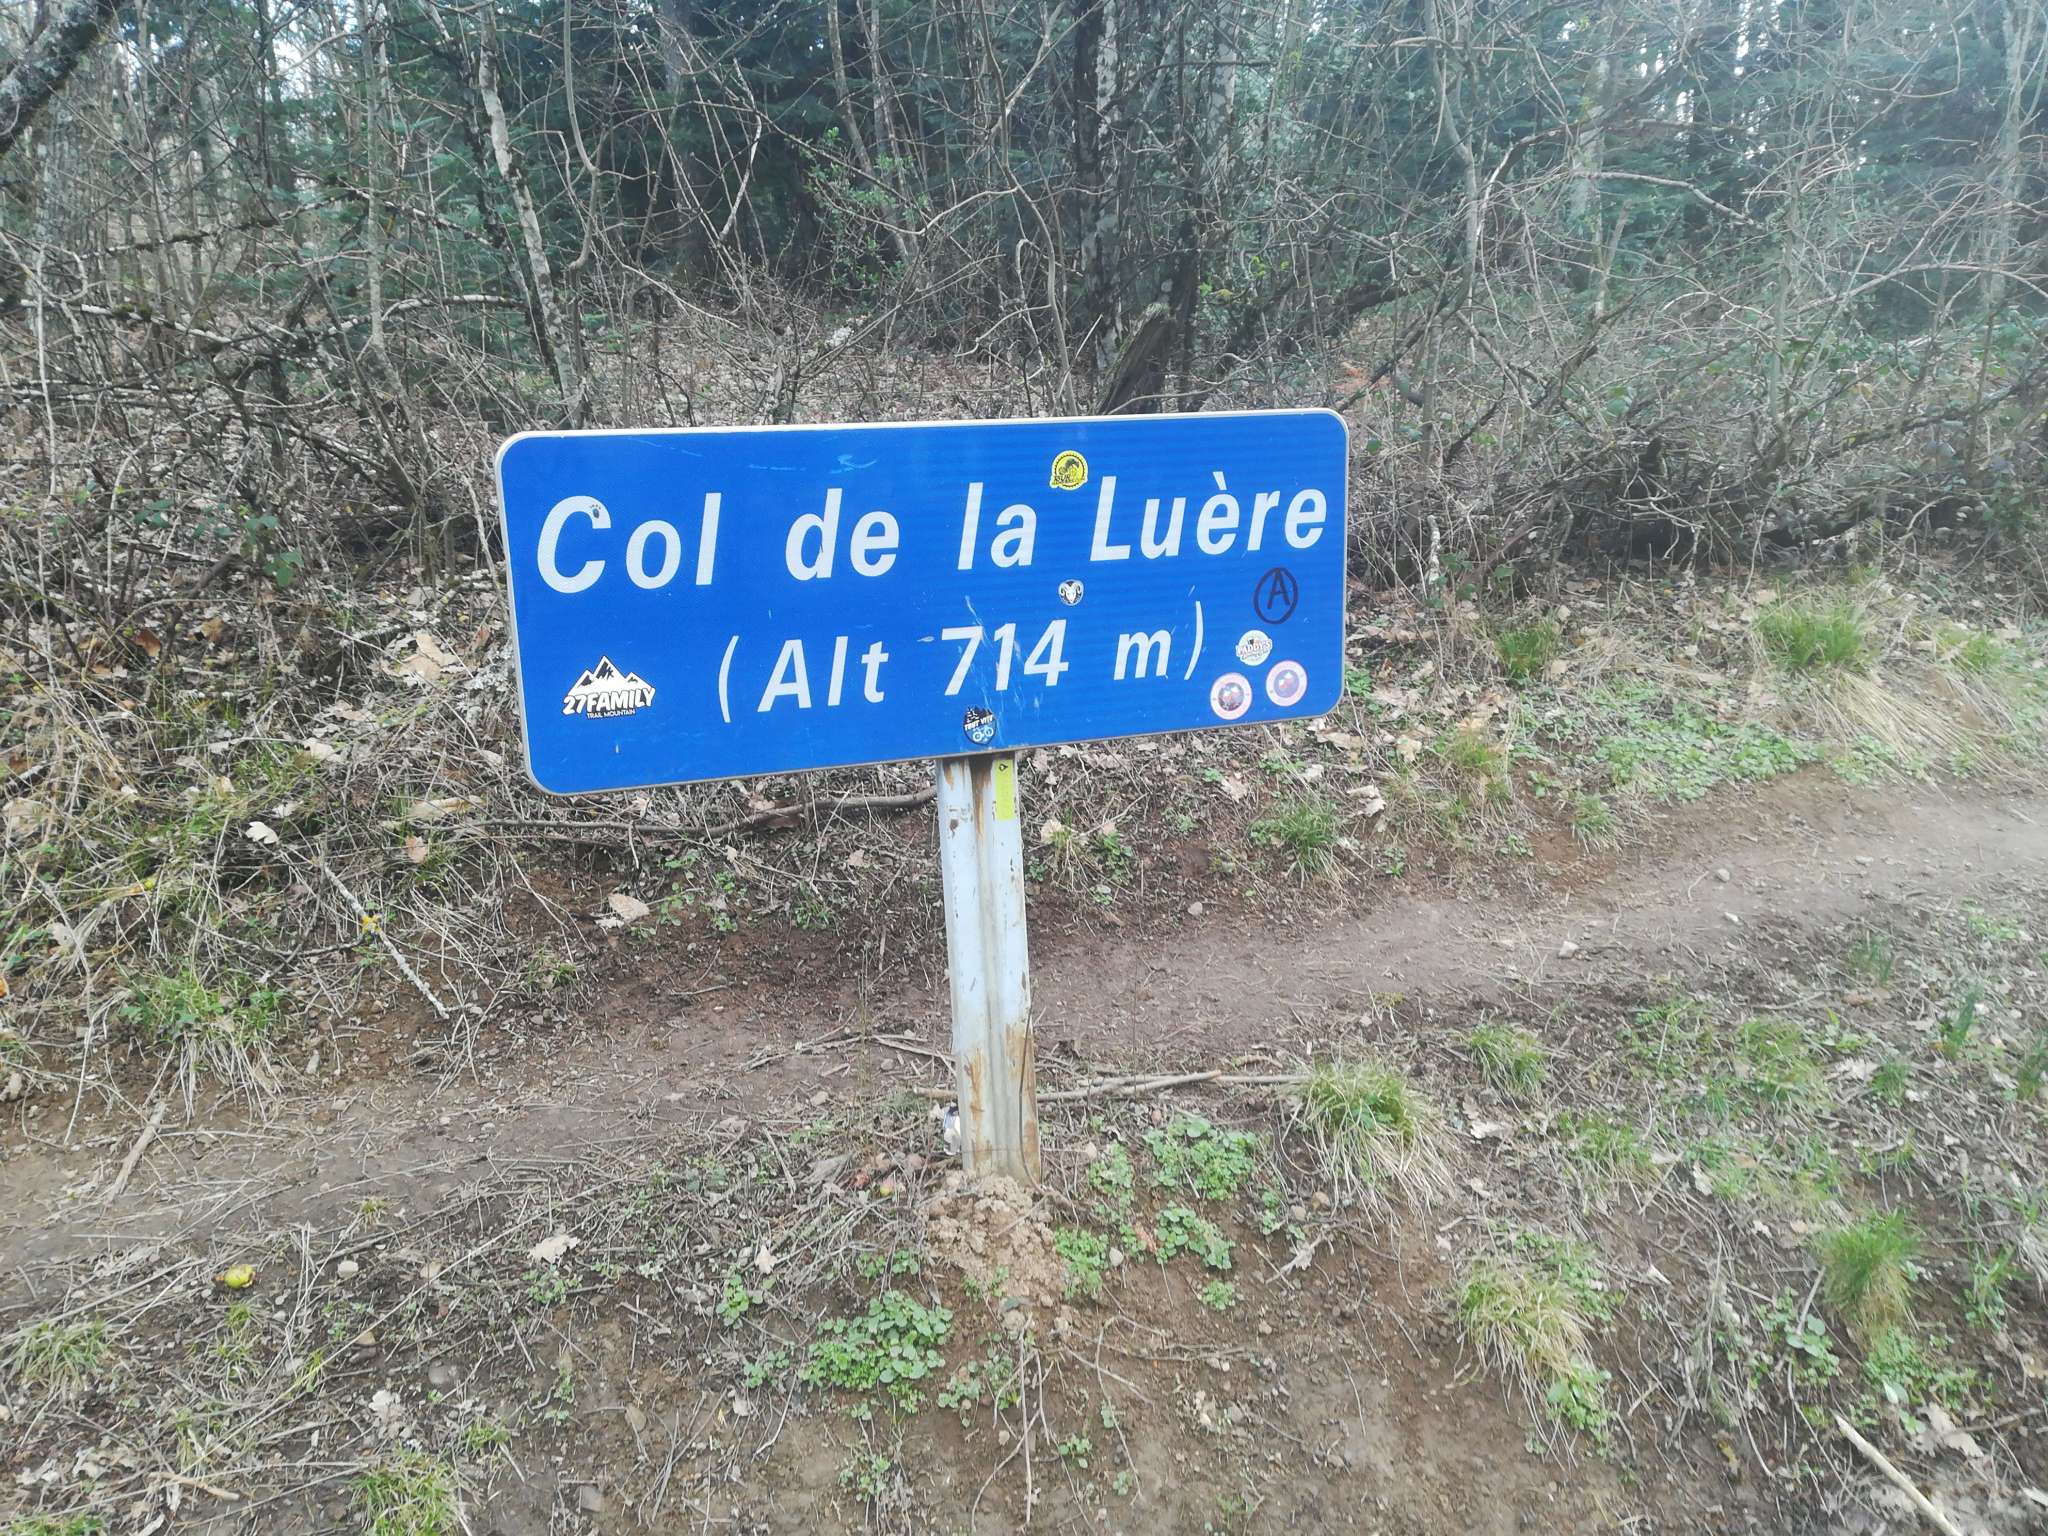 Col de la Luère
(Alt 714 m)
A
27FAMILY
TRAIL MOUNTAIN